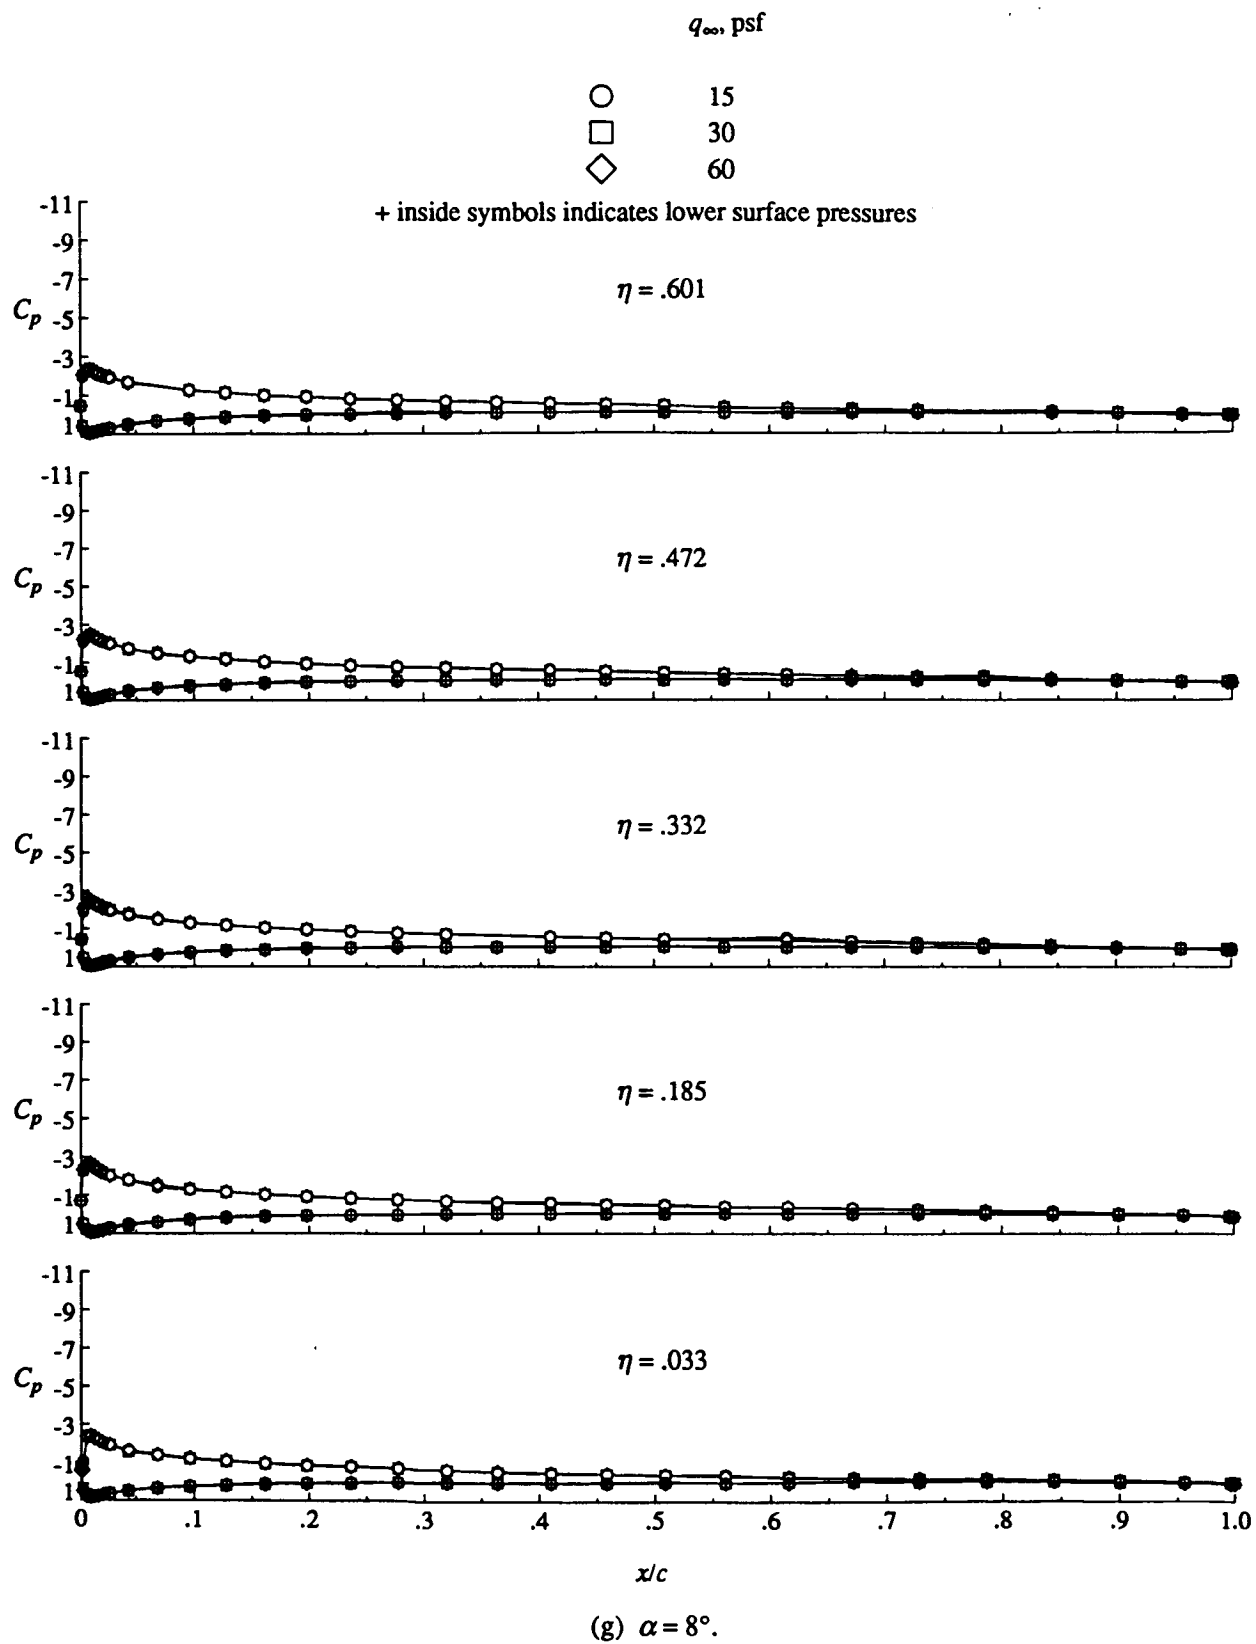 q∞, psf
○ 15
□ 30
◇ 60
+ inside symbols indicates lower surface pressures
-11
-9
-7
η = .601
Cp -5
-3
-1
1
-11
-9
-7
η = .472
Cp -5
-3
-1
1
-11
-9
-7
η = .332
Cp -5
-3
-1
1
-11
-9
-7
η = .185
Cp -5
-3
-1
1
-11
-9
-7
η = .033
Cp -5
-3
-1
1
0 .1 .2 .3 .4 .5 .6 .7 .8 .9 1.0
x/c
(g) α = 8°.